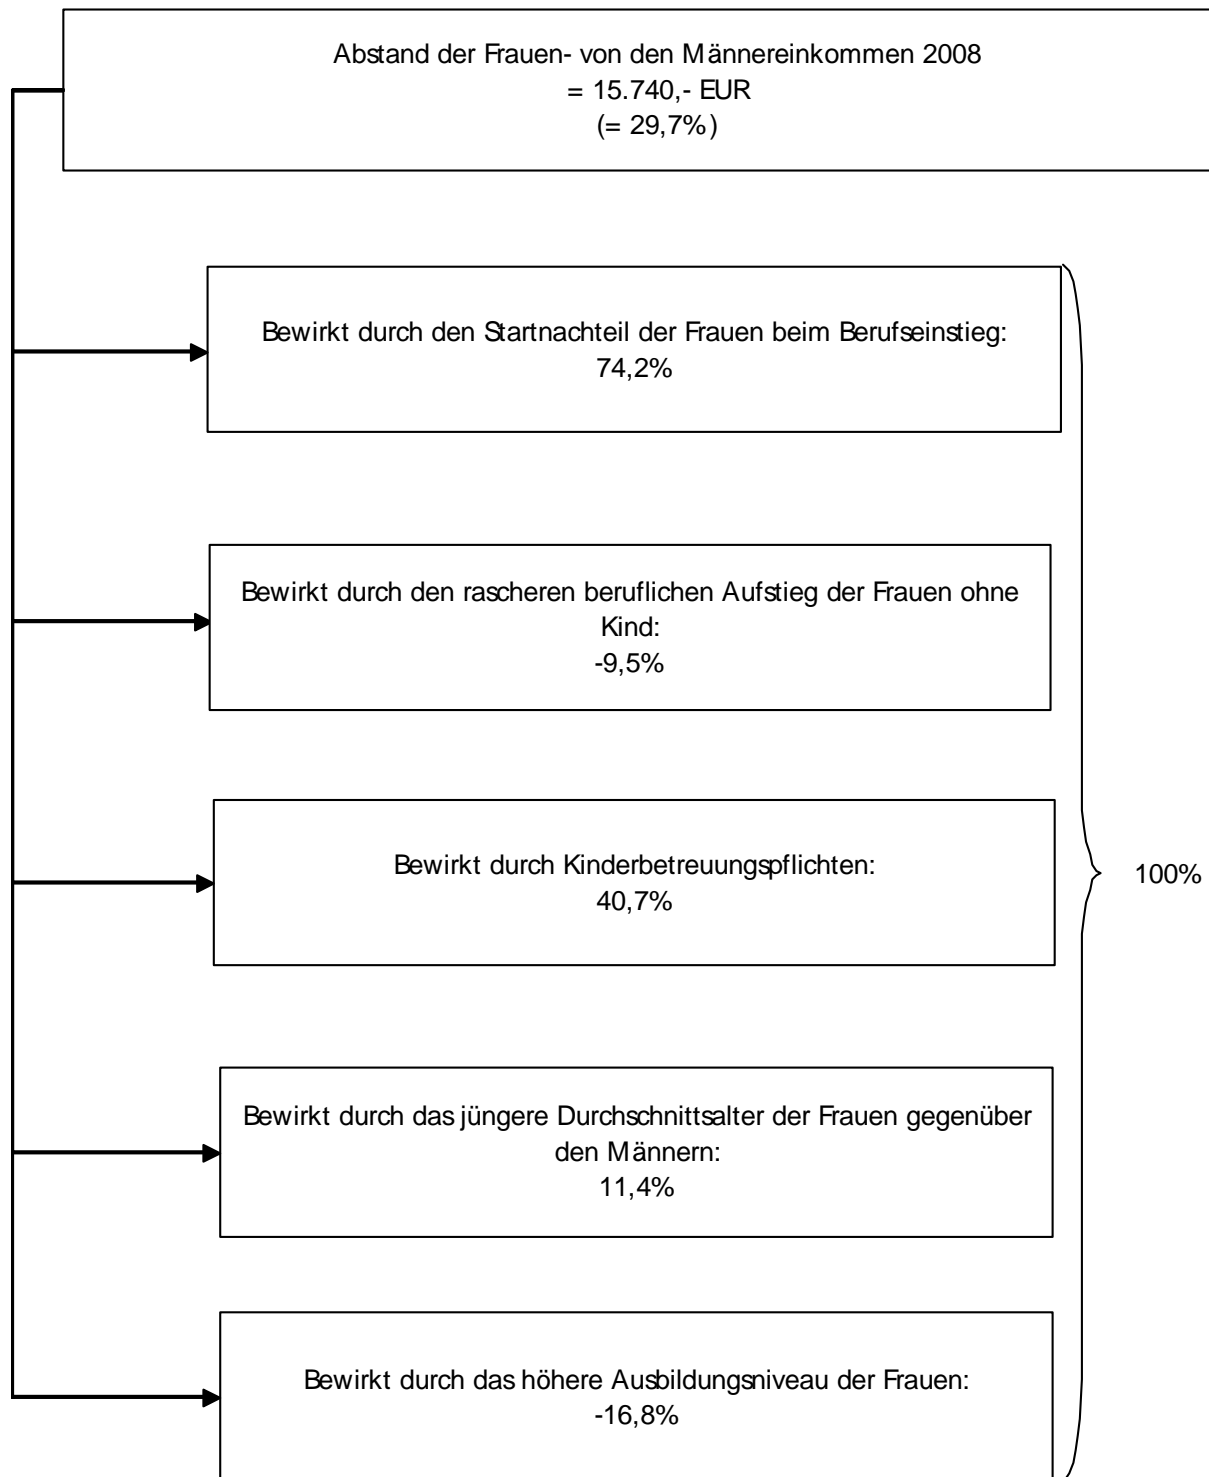 Abstand der Frauen- von den Männereinkommen 2008
= 15.740,- EUR
(= 29,7%)
Bewirkt durch den Startnachteil der Frauen beim Berufseinstieg:
74,2%
Bewirkt durch den rascheren beruflichen Aufstieg der Frauen ohne
Kind:
-9,5%
Bewirkt durch Kinderbetreuungspflichten:
40,7%
100%
Bewirkt durch das jüngere Durchschnittsalter der Frauen gegenüber
den Männern:
11,4%
Bewirkt durch das höhere Ausbildungsniveau der Frauen:
-16,8%